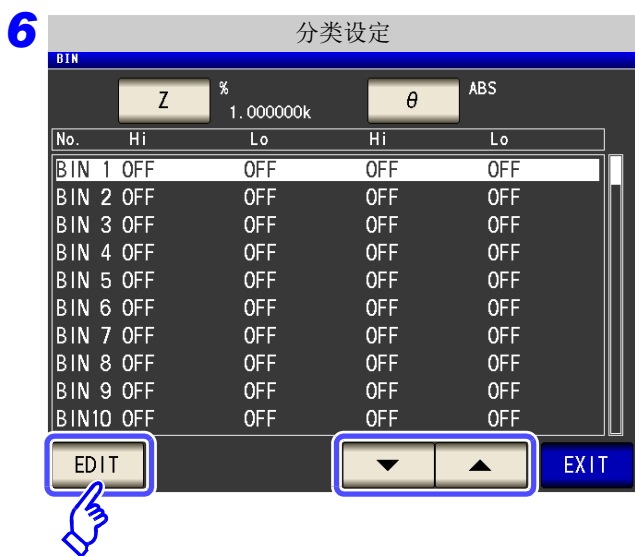 6
分类设定
BIN
Z % θ ABS
1.000000k
No. Hi Lo Hi Lo
BIN 1 OFF OFF OFF OFF
BIN 2 OFF OFF OFF OFF
BIN 3 OFF OFF OFF OFF
BIN 4 OFF OFF OFF OFF
BIN 5 OFF OFF OFF OFF
BIN 6 OFF OFF OFF OFF
BIN 7 OFF OFF OFF OFF
BIN 8 OFF OFF OFF OFF
BIN 9 OFF OFF OFF OFF
BIN10 OFF OFF OFF OFF
EDIT ▼ ▲ EXIT